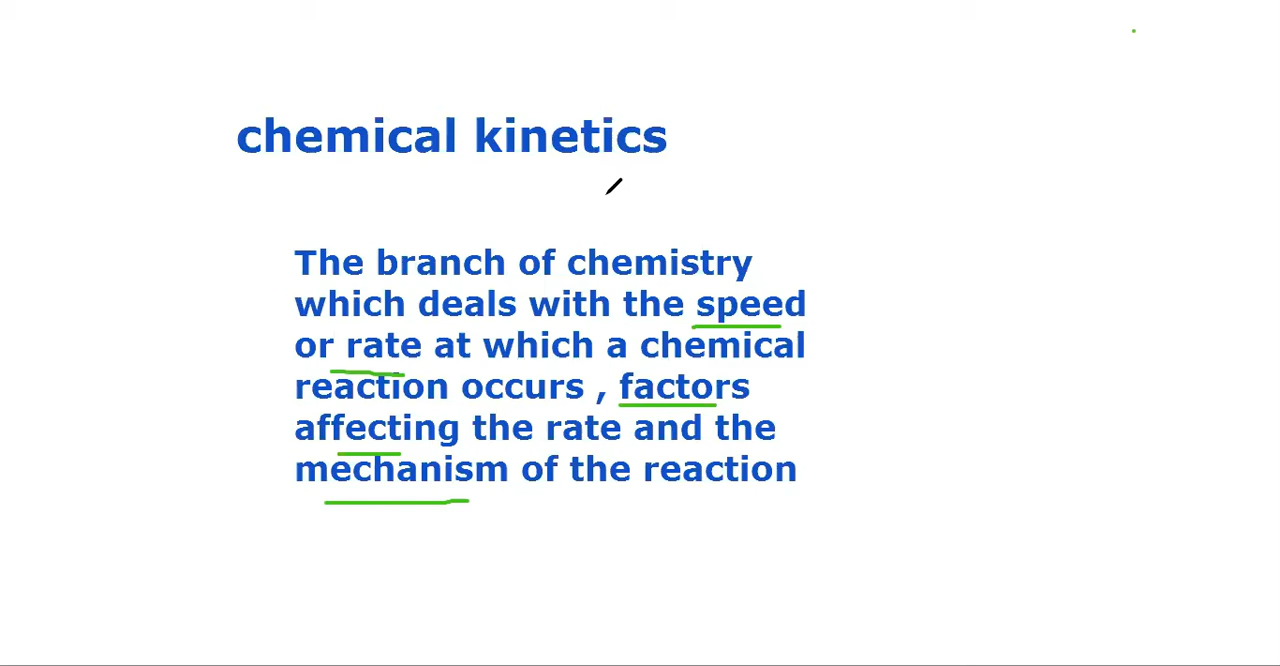 chemical kinetics
The branch of chemistry
which deals with the speed
or rate at which a chemical
reaction occurs , factors
affecting the rate and the
mechanism of the reaction